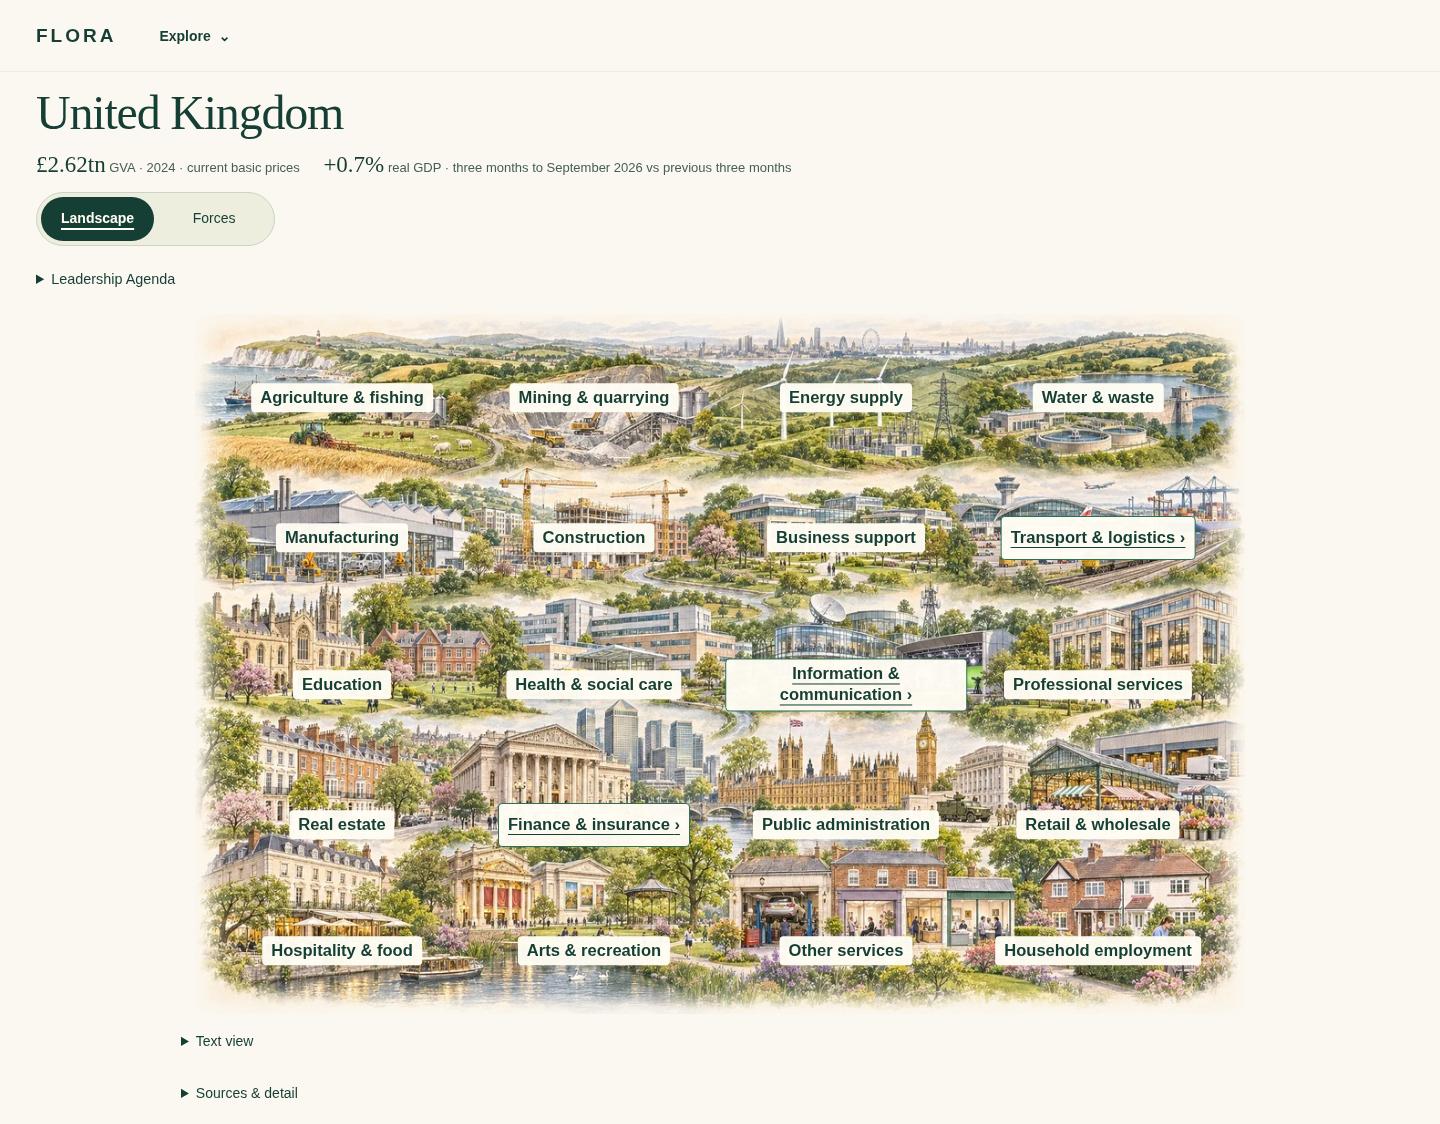 FLORA
Explore ⌄
United Kingdom
£2.62tn GVA · 2024 · current basic prices +0.7% real GDP · three months to September 2026 vs previous three months
Landscape Forces
▶ Leadership Agenda
Agriculture & fishing Mining & quarrying Energy supply Water & waste
Manufacturing Construction Business support Transport & logistics ›
Education Health & social care Information & communication › Professional services
Real estate Finance & insurance › Public administration Retail & wholesale
Hospitality & food Arts & recreation Other services Household employment
▶ Text view
▶ Sources & detail